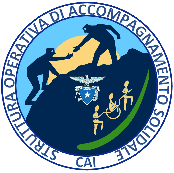 STRUTTURA OPERATIVA DI ACCOMPAGNAMENTO SOLIDALE
CAI